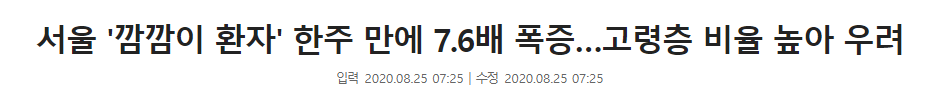 서울 '깜깜이 환자' 한주 만에 7.6배 폭증...고령층 비율 높아 우려
입력 2020.08.25 07:25 | 수정 2020.08.25 07:25